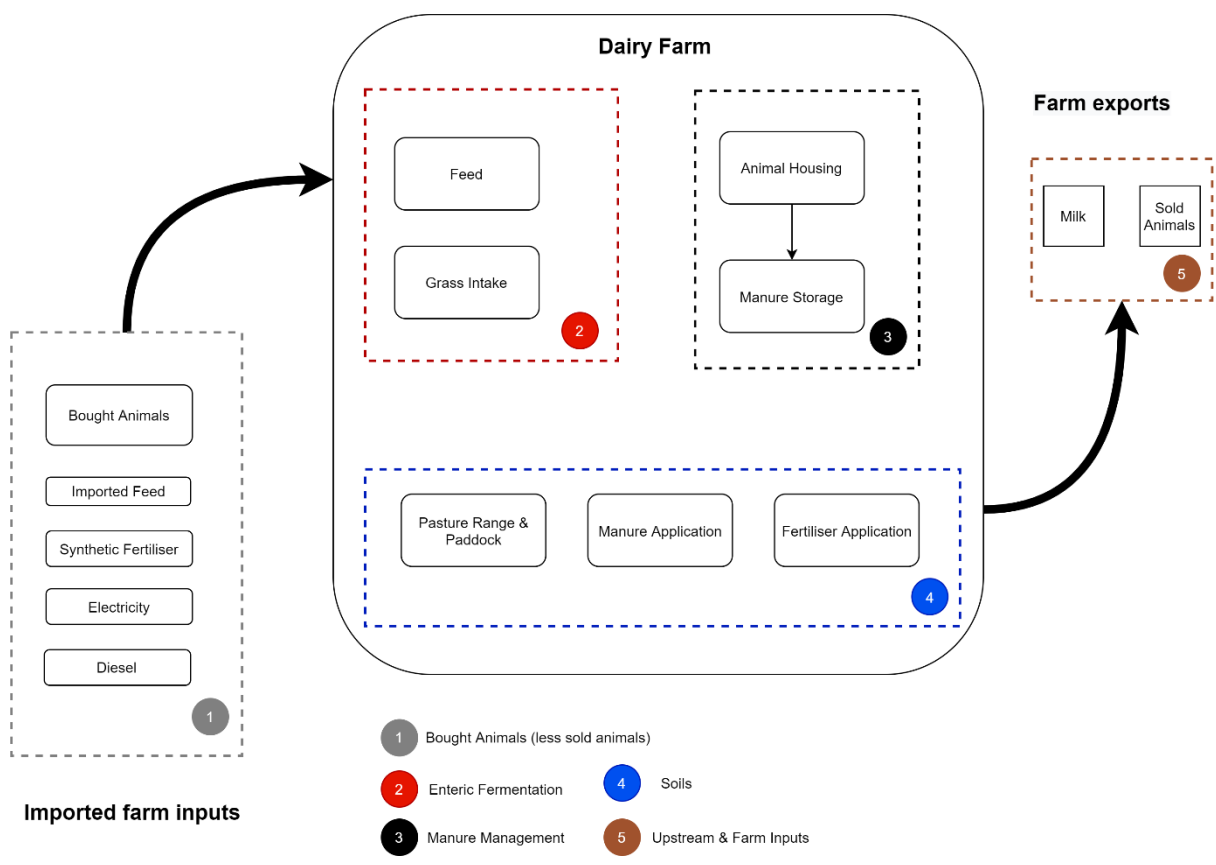 Dairy Farm
Feed
Grass Intake
2
Animal Housing
Manure Storage
3
Farm exports
Milk
Sold
Animals
5
Bought Animals
Imported Feed
Synthetic Fertiliser
Electricity
Diesel
1
Imported farm inputs
Pasture Range &
Paddock
Manure Application
Fertiliser Application
4
1 Bought Animals (less sold animals)
2 Enteric Fermentation
3 Manure Management
4 Soils
5 Upstream & Farm Inputs